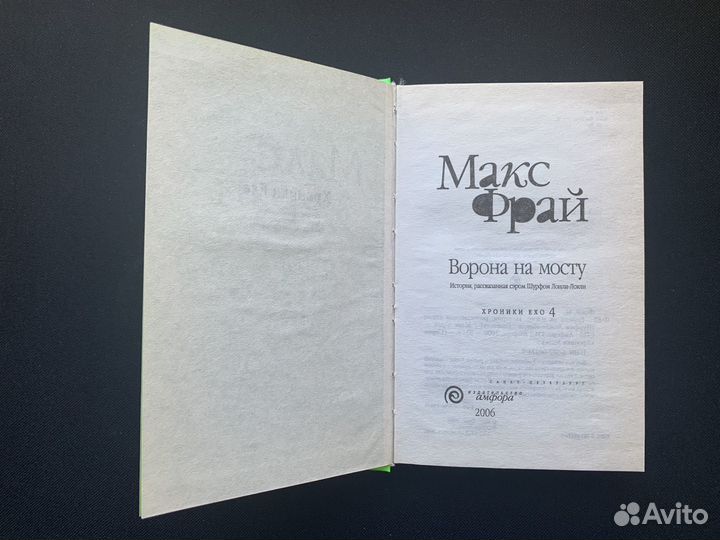 Макс
Фрай
Ворона на мосту
История, рассказанная сэром Шурфом Лонли-Локли
ХРОНИКИ ЕХО 4
САНКТ-ПЕТЕРБУРГ
ИЗДАТЕЛЬСТВО
амфора
2006
Avito